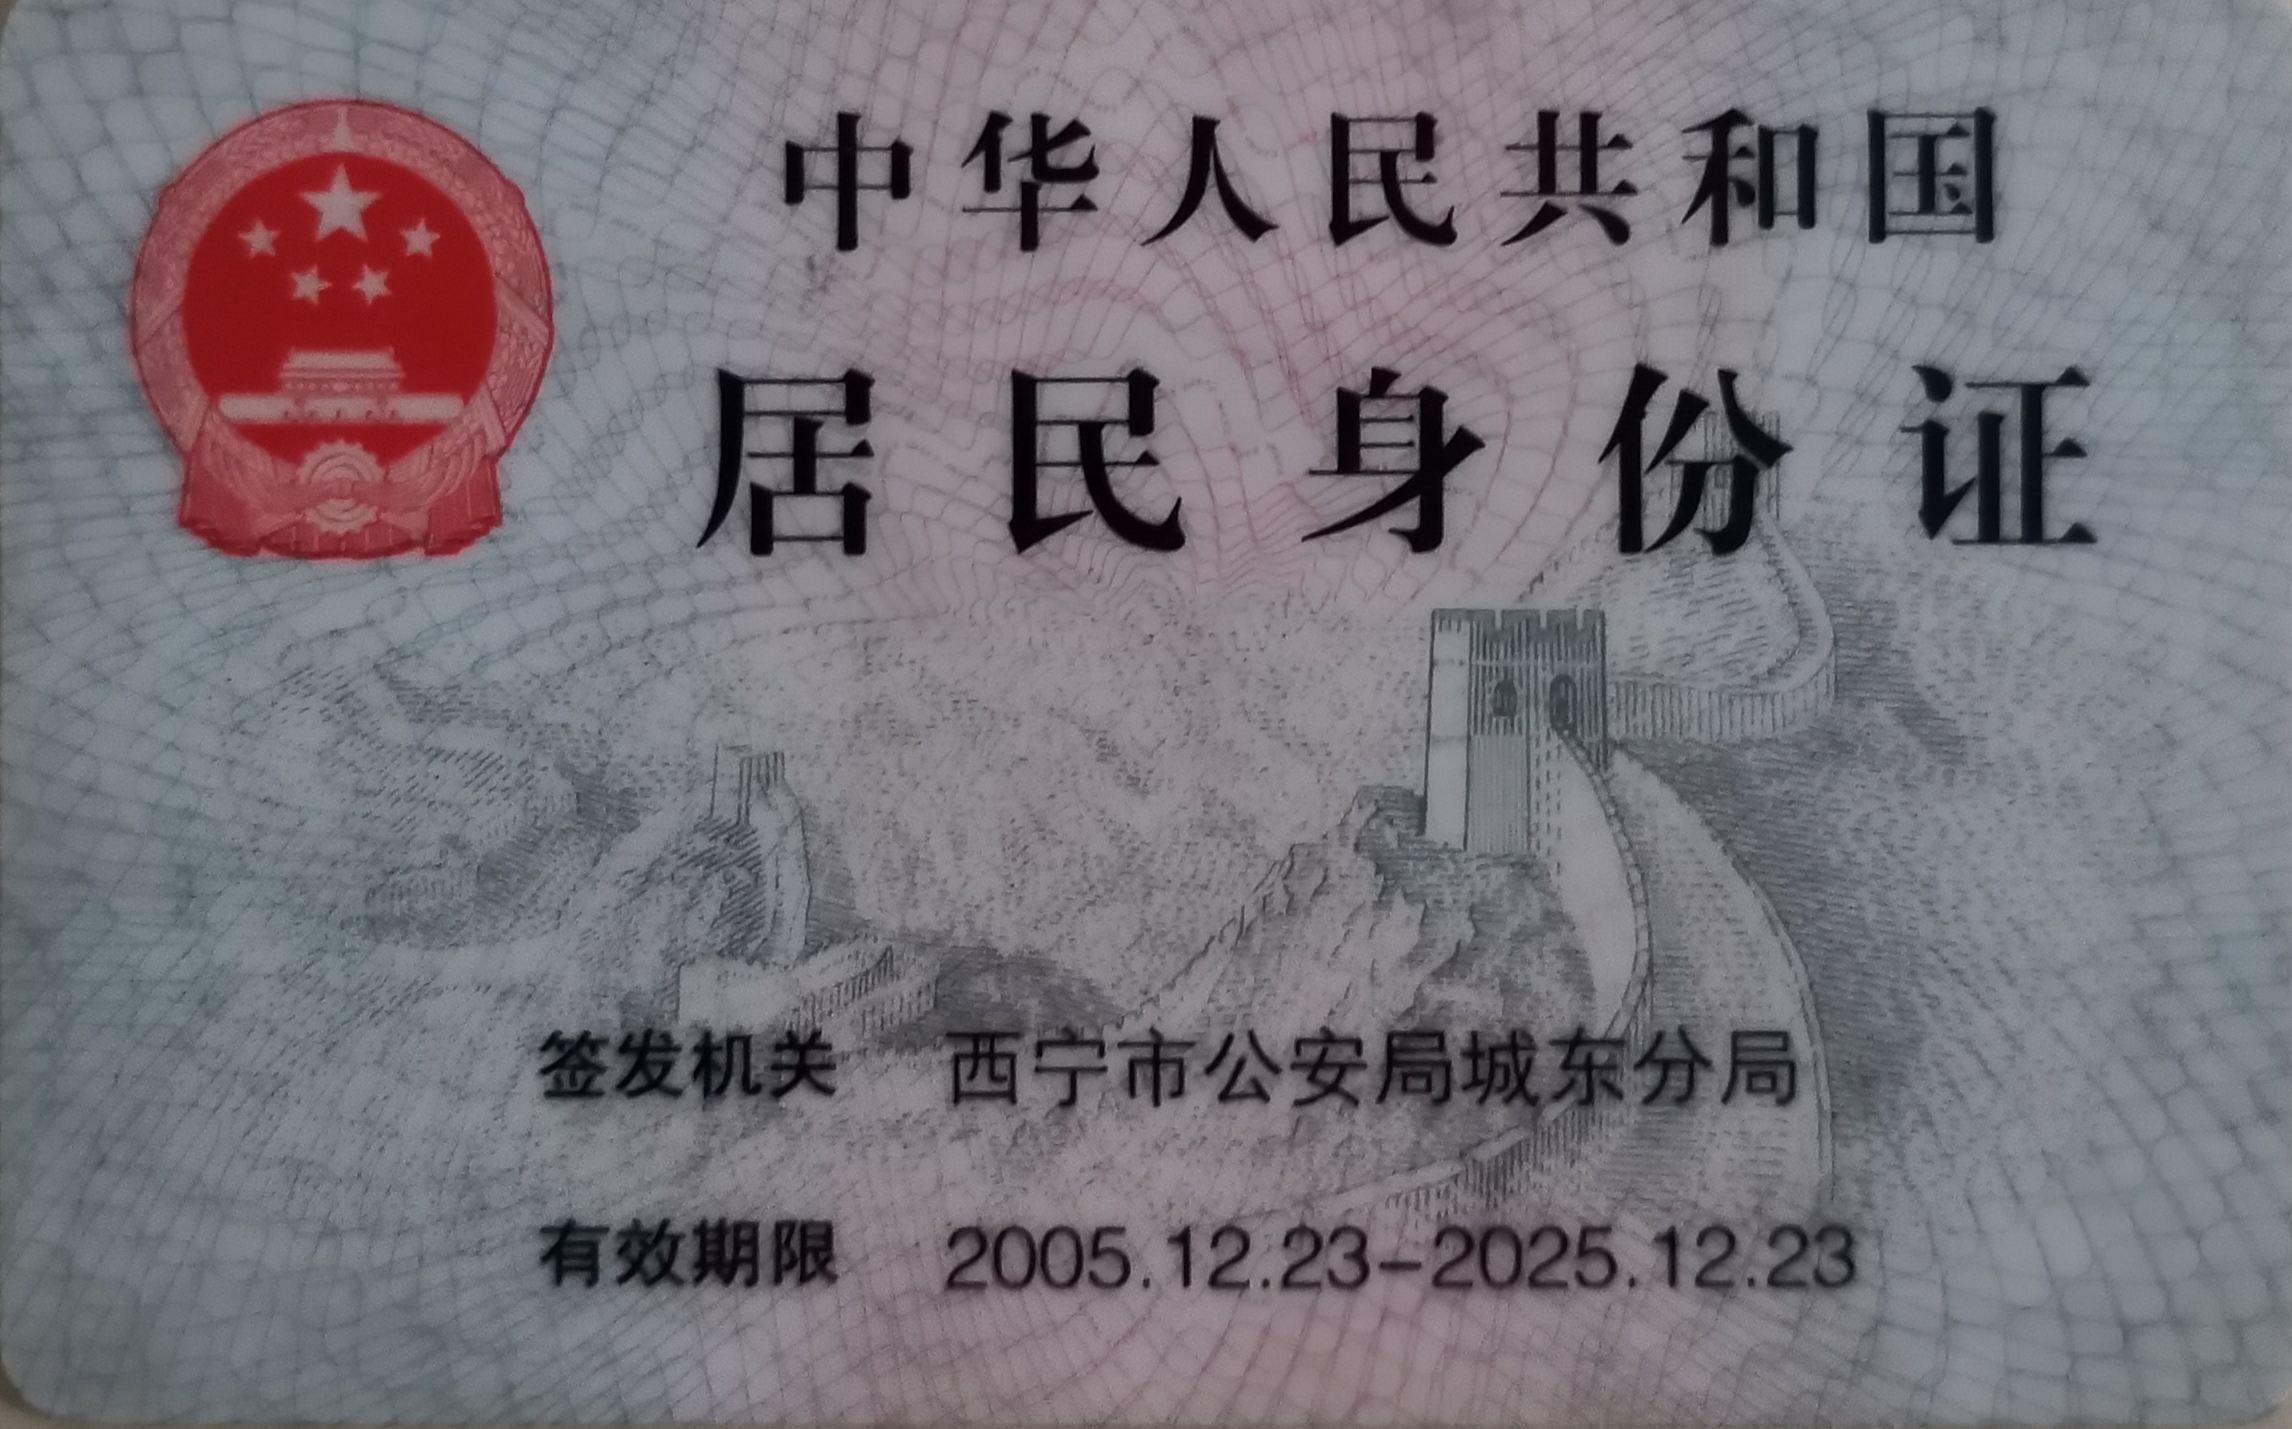 中华人民共和国
居民身份证
签发机关 西宁市公安局城东分局
有效期限 2005.12.23-2025.12.23